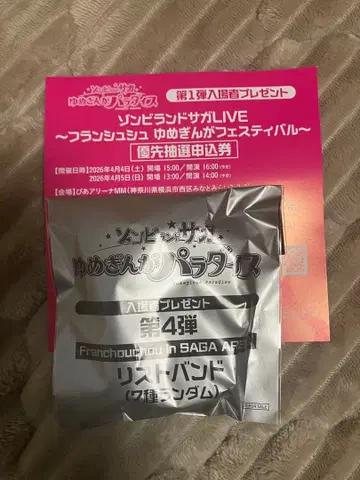 ゾンビランドサガ
ゆめぎんがパラダイス
第1弾入場者プレゼント
ゾンビランドサガLIVE
～フランシュシュ ゆめぎんがフェスティバル～
優先抽選申込券
【開催日時】2026年4月4日(土) 開場 15:00／開演 16:00(予定)
2026年4月5日(日) 開場 13:00／開演 14:00(予定)
【会場】ぴあアリーナMM(神奈川県横浜市西区みなとみらい
ゾンビランドサガ
ゆめぎんがパラダイス
Yumeginga Paradise
入場者プレゼント
第4弾
Franchouchou in SAGA ARENA
リストバンド
(7種ランダム)